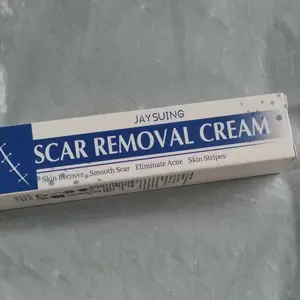 JAYSUING
SCAR REMOVAL CREAM
Skin Recover Smooth Scar Eliminate Acne Skin Stripes